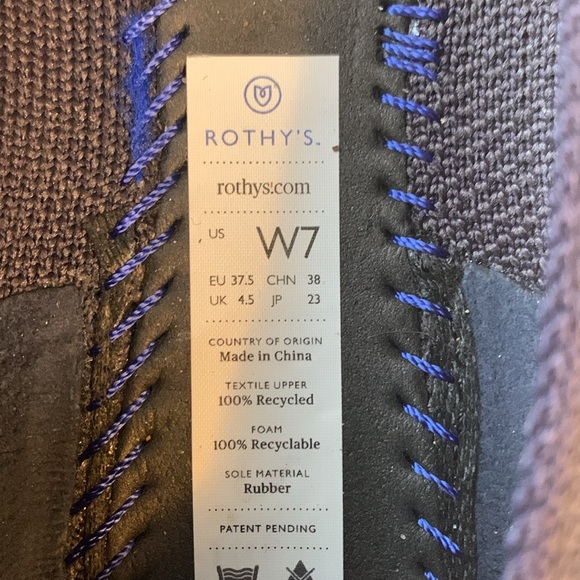 ROTHY'S™
rothys.com
US W7
EU 37.5 CHN 38
UK 4.5 JP 23
COUNTRY OF ORIGIN
Made in China
TEXTILE UPPER
100% Recycled
FOAM
100% Recyclable
SOLE MATERIAL
Rubber
PATENT PENDING